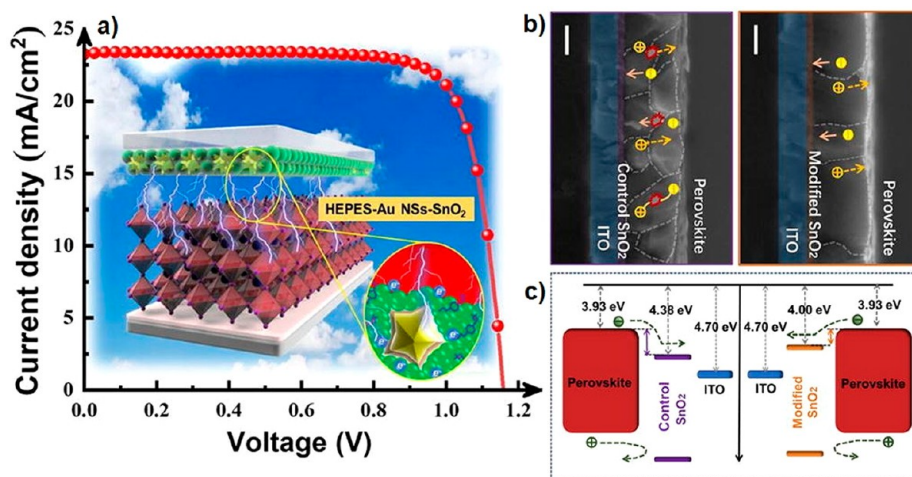 a)
Current density (mA/cm²)
25
20
15
10
5
0
0.0
0.2
0.4
0.6
0.8
1.0
1.2
Voltage (V)
HEPES-Au NSs-SnO₂
b)
ITO
Control SnO₂
Perovskite
ITO
Modified SnO₂
Perovskite
c)
3.93 eV
4.38 eV
4.70 eV
4.70 eV
4.00 eV
3.93 eV
Perovskite
Control
SnO₂
ITO
ITO
Modified
SnO₂
Perovskite